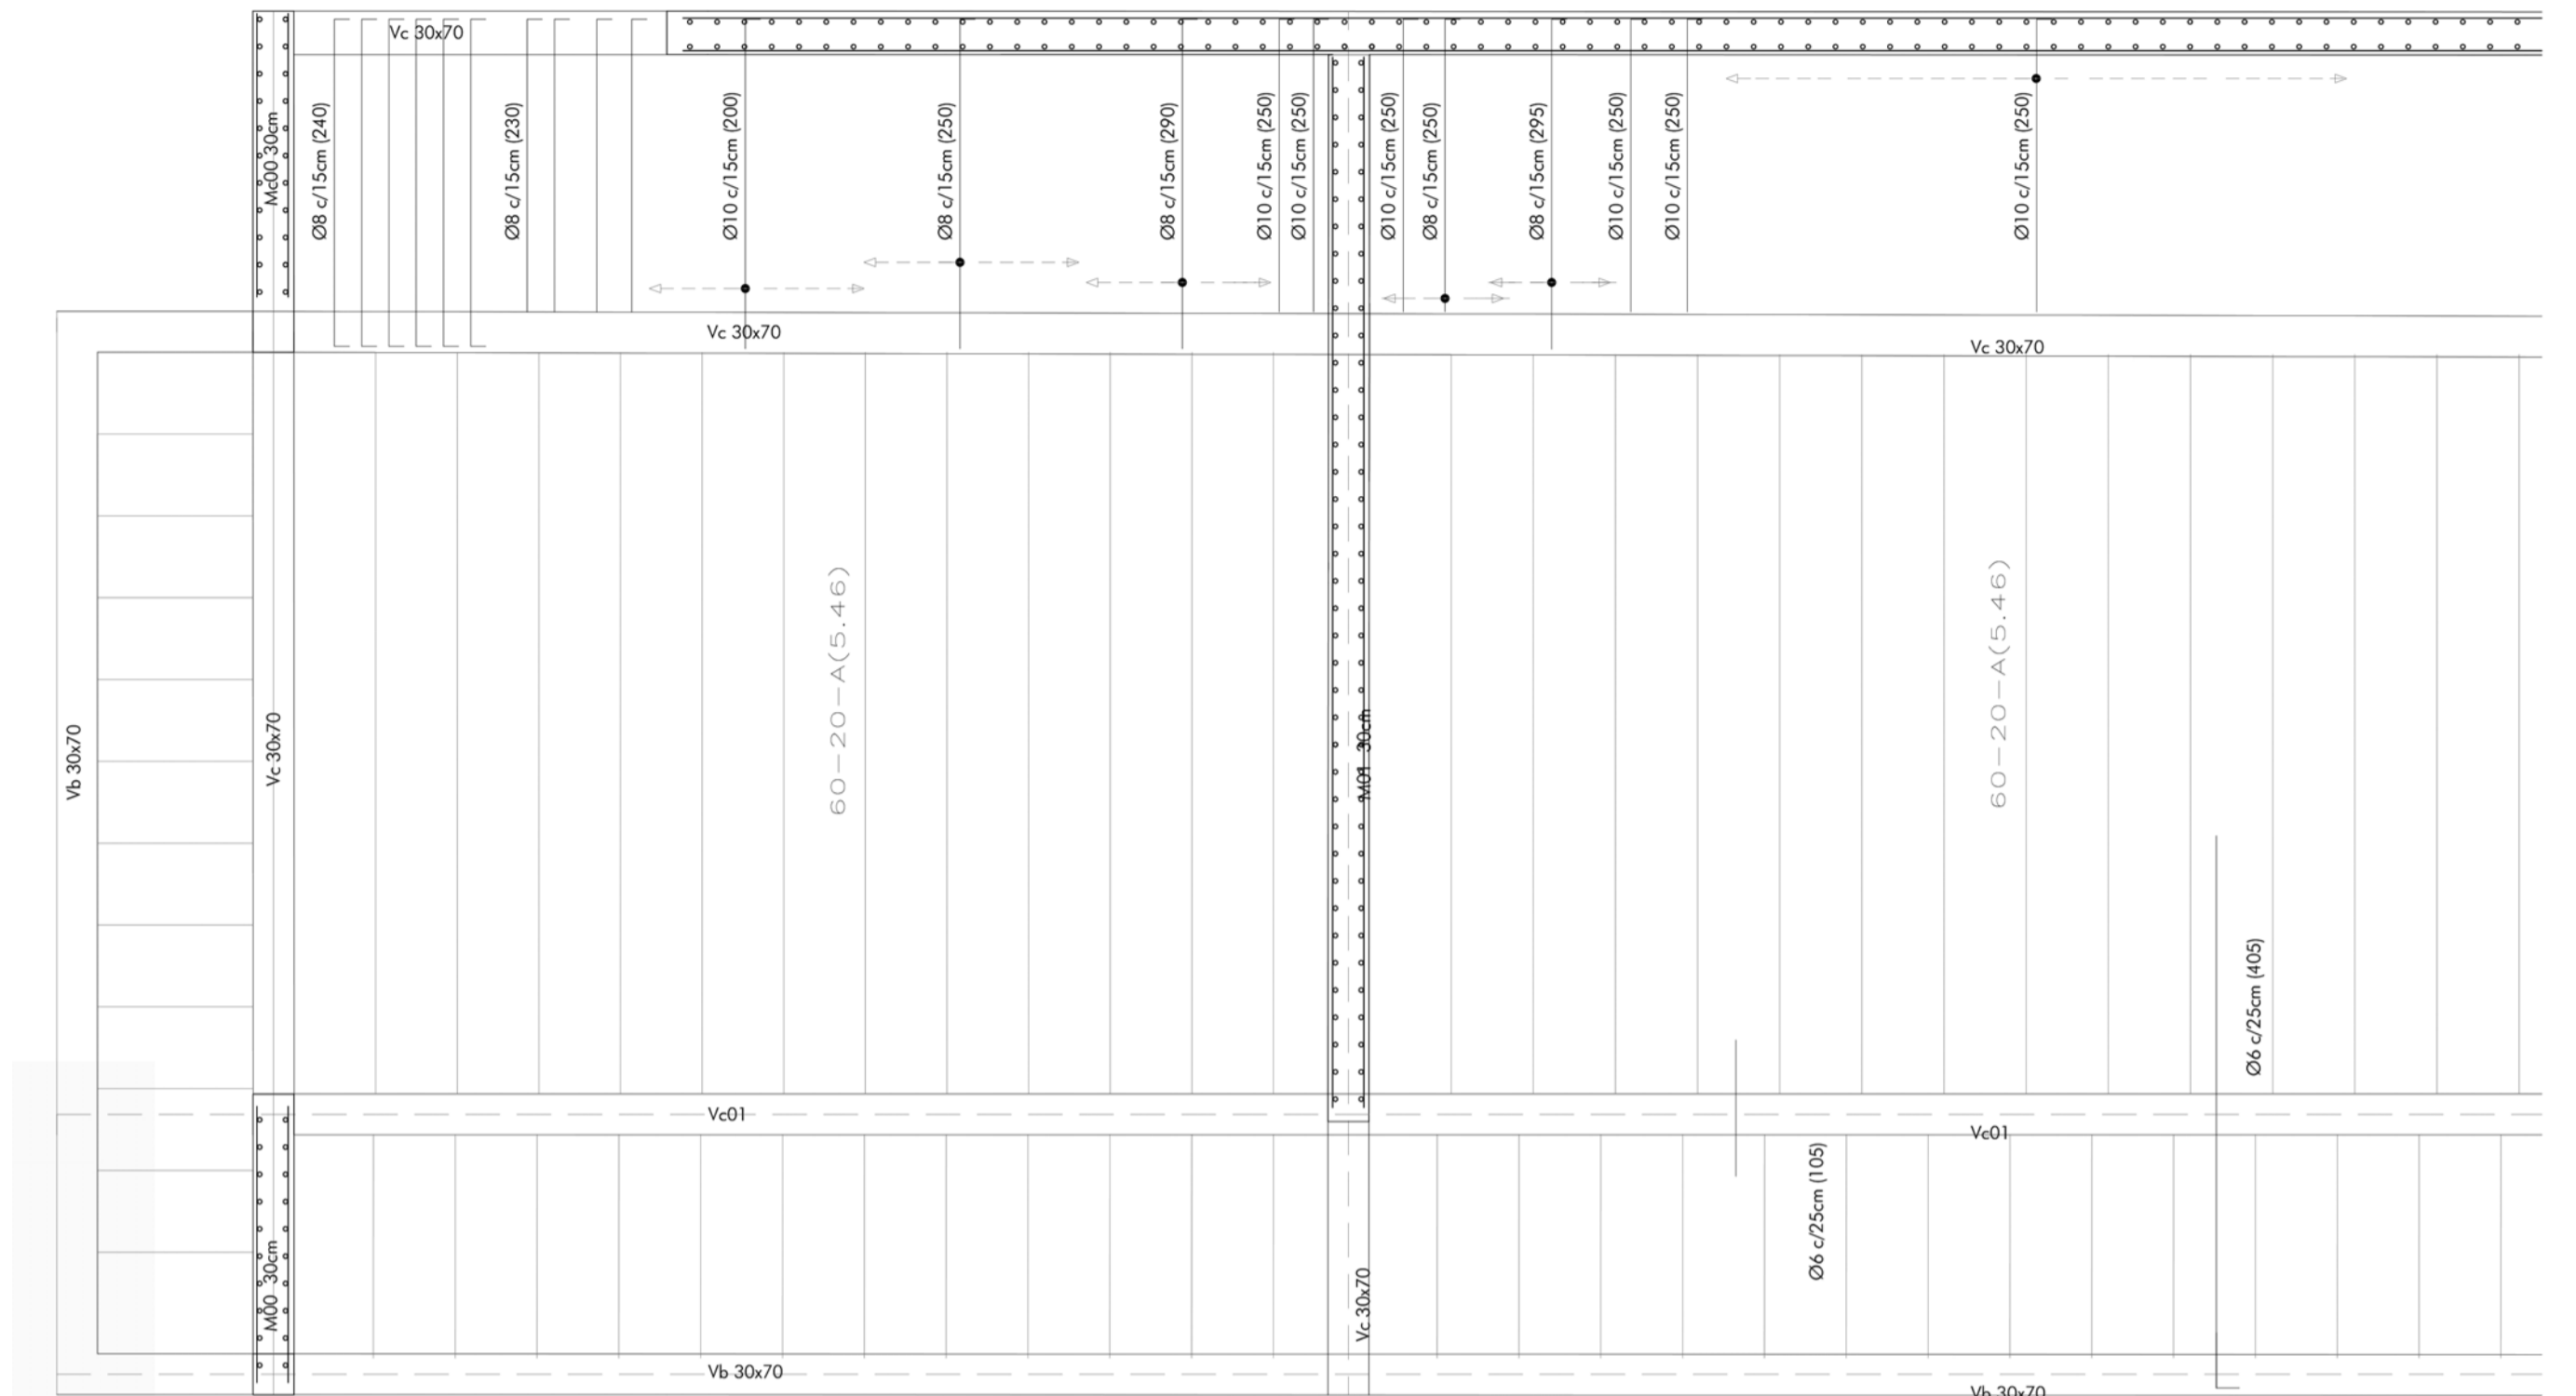 Vc 30x70
Mc00 30cm
Ø8 c/15cm (240)
Ø8 c/15cm (230)
Ø10 c/15cm (200)
Ø8 c/15cm (250)
Ø8 c/15cm (290)
Ø10 c/15cm (250)
Ø10 c/15cm (250)
Ø10 c/15cm (250)
Ø8 c/15cm (250)
Ø8 c/15cm (295)
Ø10 c/15cm (250)
Ø10 c/15cm (250)
Ø10 c/15cm (250)
Vc 30x70
Vc 30x70
Vb 30x70
Vc 30x70
60-20-A(5.46)
M01 30cm
60-20-A(5.46)
Ø6 c/25cm (405)
Vc01
Vc01
Ø6 c/25cm (105)
M00 30cm
Vc 30x70
Vb 30x70
Vb 30x70